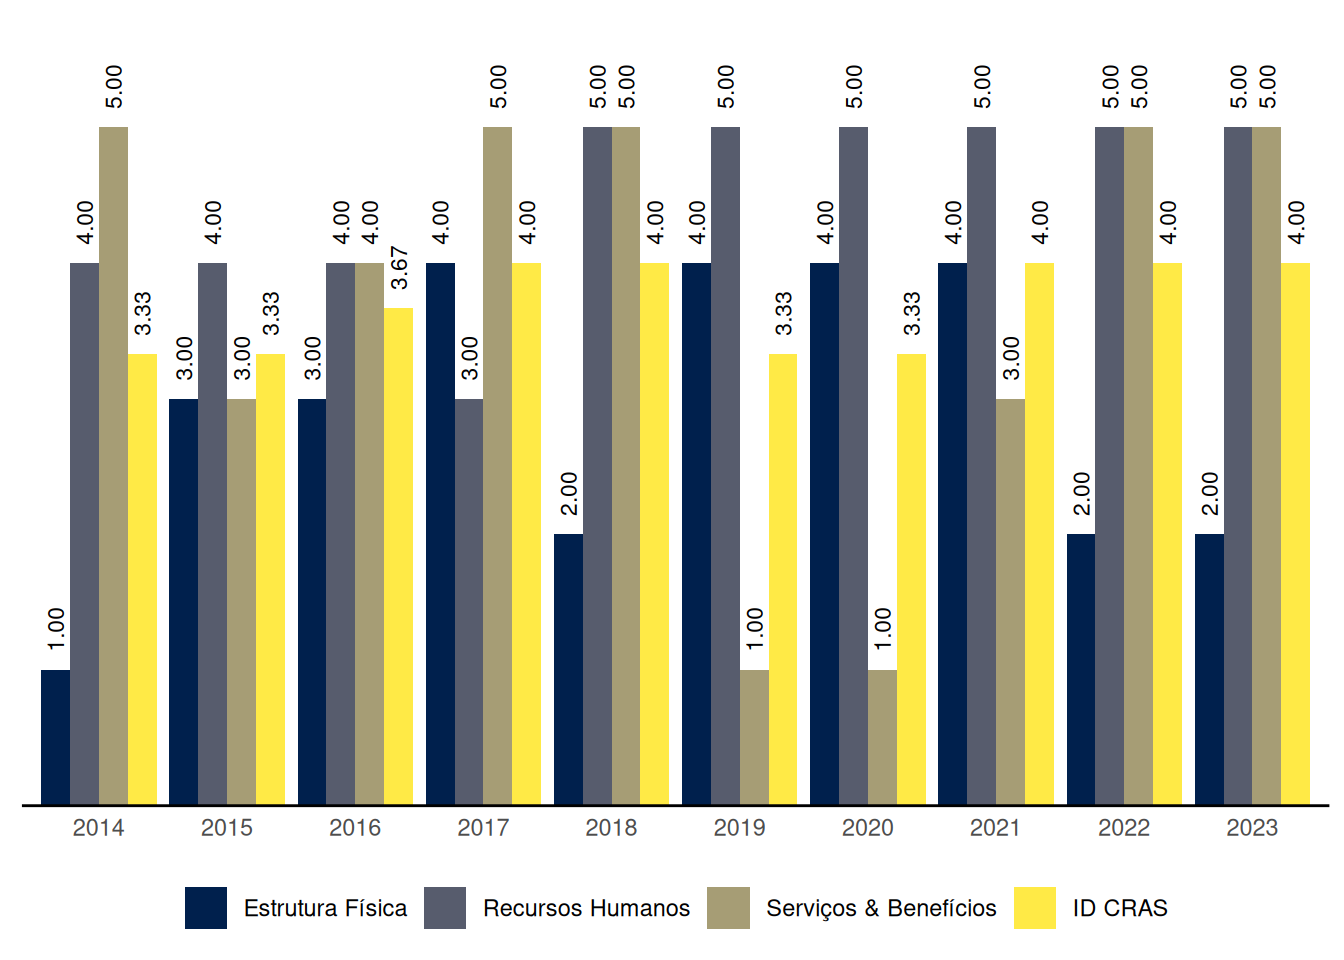 1.00 4.00 5.00 3.33 3.00 4.00 3.00 3.33 3.00 4.00 4.00 3.67 4.00 3.00 5.00 4.00 2.00 5.00 5.00 4.00 4.00 5.00 1.00 3.33 4.00 5.00 1.00 3.33 4.00 5.00 3.00 4.00 2.00 5.00 5.00 4.00 2.00 5.00 5.00 4.00
2014 2015 2016 2017 2018 2019 2020 2021 2022 2023
Estrutura Física Recursos Humanos Serviços & Benefícios ID CRAS